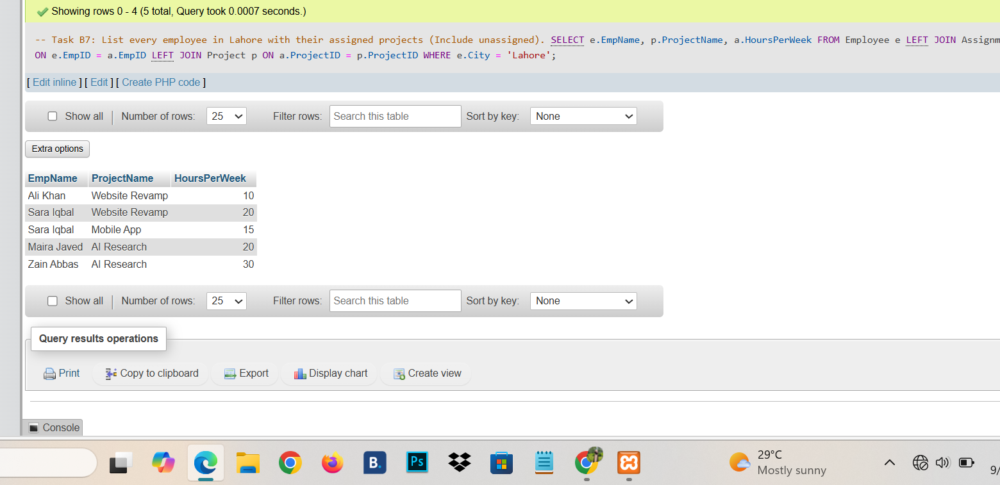 Showing rows 0 - 4 (5 total, Query took 0.0007 seconds.)
-- Task B7: List every employee in Lahore with their assigned projects (Include unassigned). SELECT e.EmpName, p.ProjectName, a.HoursPerWeek FROM Employee e LEFT JOIN Assignm
ON e.EmpID = a.EmpID LEFT JOIN Project p ON a.ProjectID = p.ProjectID WHERE e.City = 'Lahore';
[ Edit inline ] [ Edit ] [ Create PHP code ]
Show all Number of rows: 25 Filter rows: Search this table Sort by key: None
Extra options
EmpName ProjectName HoursPerWeek
Ali Khan Website Revamp 10
Sara Iqbal Website Revamp 20
Sara Iqbal Mobile App 15
Maira Javed AI Research 20
Zain Abbas AI Research 30
Show all Number of rows: 25 Filter rows: Search this table Sort by key: None
Query results operations
Print Copy to clipboard Export Display chart Create view
Console
B. Ps
29°C
Mostly sunny
9/